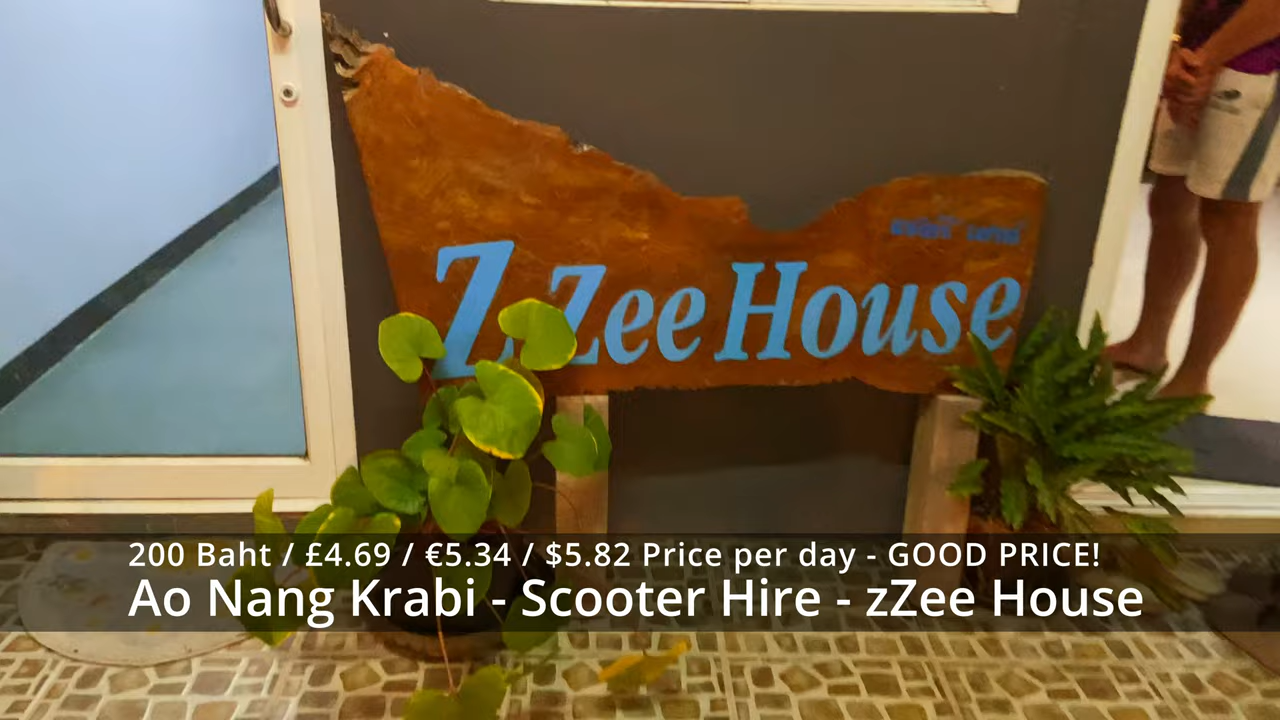 ZZee House
200 Baht / £4.69 / €5.34 / $5.82 Price per day - GOOD PRICE!
Ao Nang Krabi - Scooter Hire - zZee House